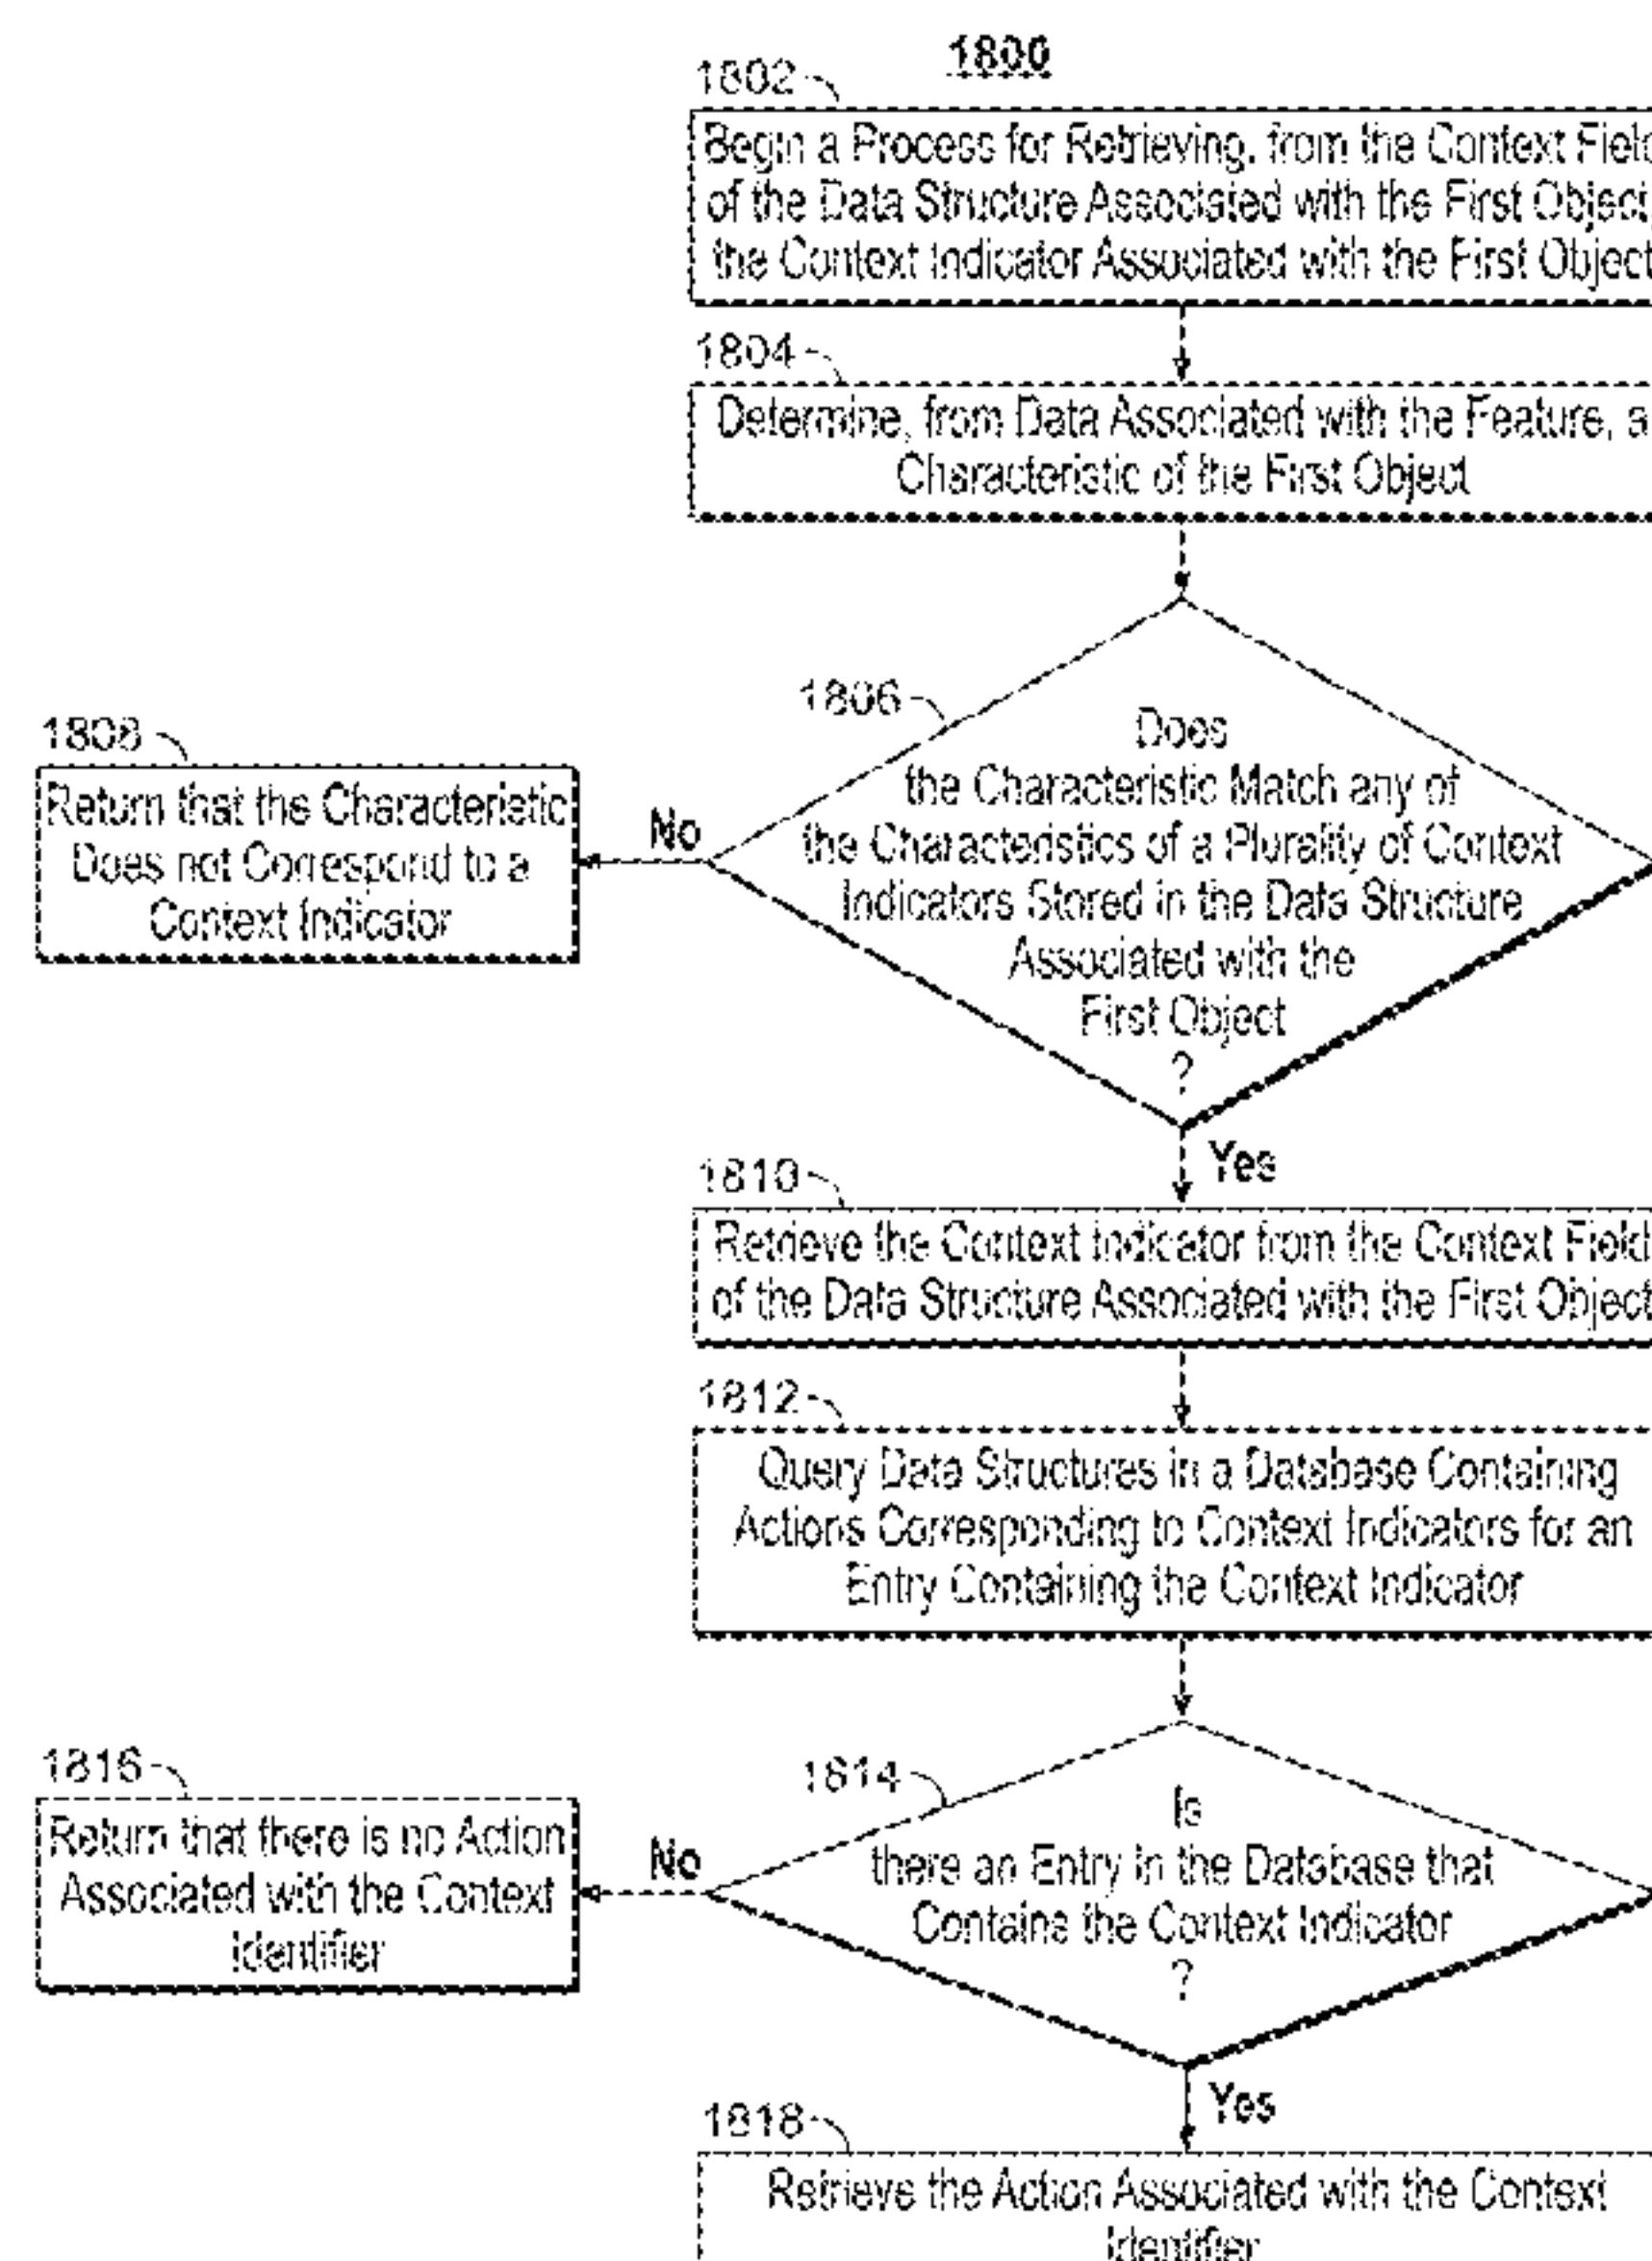 1800
1802
Begin a Process for Retrieving, from the Context Field
of the Data Structure Associated with the First Object,
the Context Indicator Associated with the First Object
1804
Determine, from Data Associated with the Feature, a
Characteristic of the First Object
1806
Does
the Characteristic Match any of
the Characteristics of a Plurality of Context
Indicators Stored in the Data Structure
Associated with the
First Object
?
No
1808
Return that the Characteristic
Does not Correspond to a
Context Indicator
Yes
1810
Retrieve the Context Indicator from the Context Field
of the Data Structure Associated with the First Object
1812
Query Data Structures in a Database Containing
Actions Corresponding to Context Indicators for an
Entry Containing the Context Indicator
1814
Is
there an Entry in the Database that
Contains the Context Indicator
?
No
1816
Return that there is no Action
Associated with the Context
Identifier
Yes
1818
Retrieve the Action Associated with the Context
Identifier